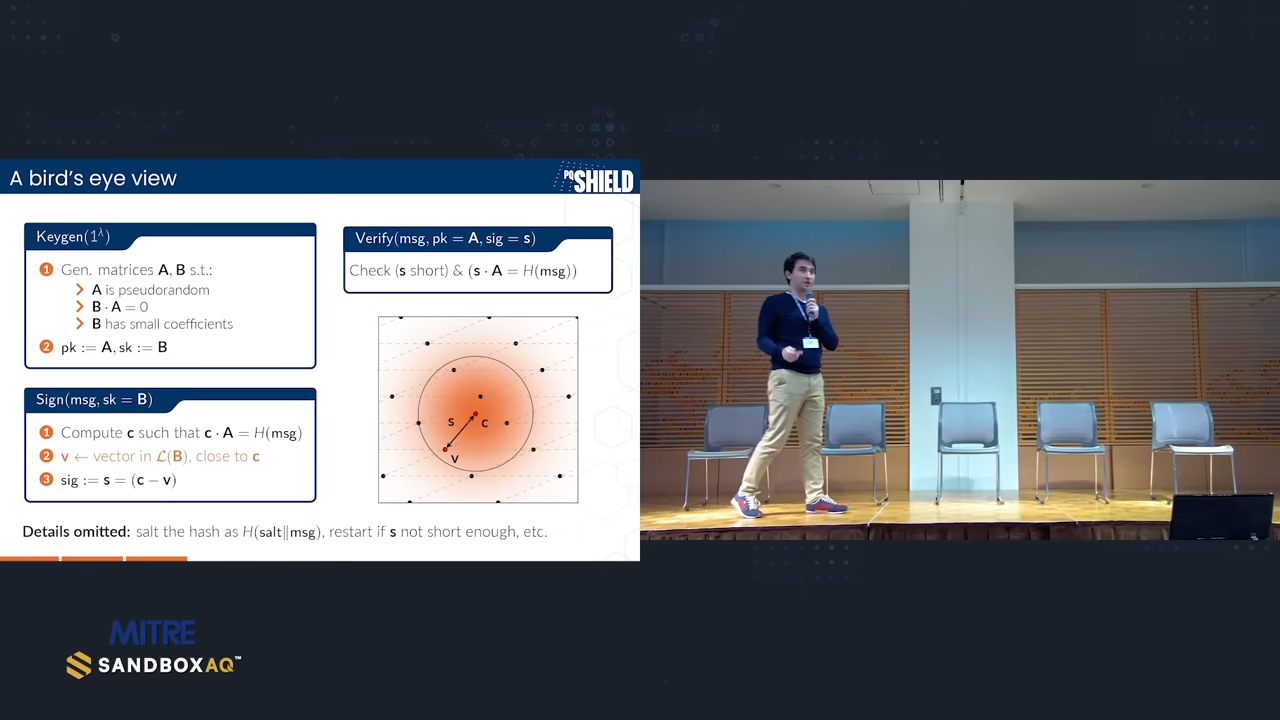 A bird's eye view
PQ SHIELD
Keygen(1^λ)
1 Gen. matrices A, B s.t.:
A is pseudorandom
B · A = 0
B has small coefficients
2 pk := A, sk := B
Sign(msg, sk = B)
1 Compute c such that c · A = H(msg)
2 v ← vector in L(B), close to c
3 sig := s = (c − v)
Verify(msg, pk = A, sig = s)
Check (s short) & (s · A = H(msg))
s c
v
Details omitted: salt the hash as H(salt||msg), restart if s not short enough, etc.
MITRE
SANDBOXAQ™